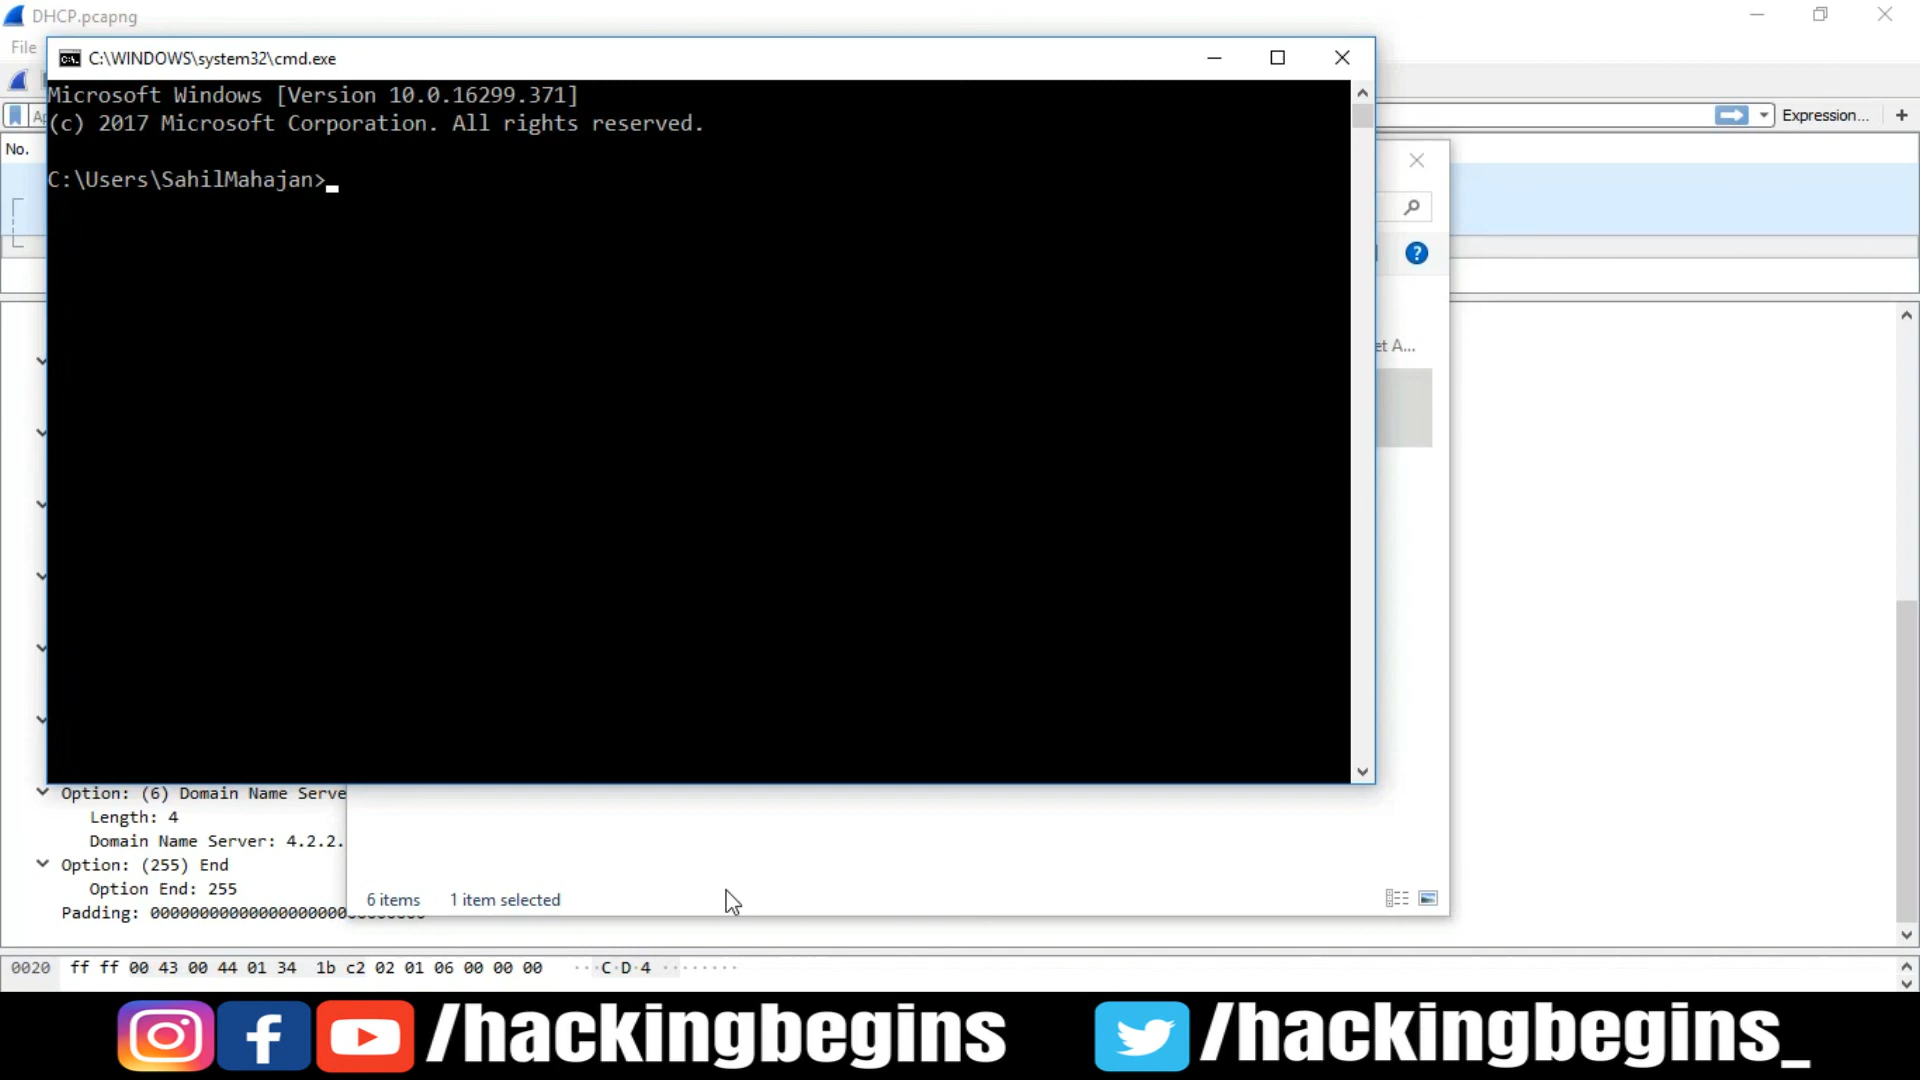 DHCP.pcapng
File
C:\WINDOWS\system32\cmd.exe
Microsoft Windows [Version 10.0.16299.371]
(c) 2017 Microsoft Corporation. All rights reserved.
C:\Users\SahilMahajan>
Ap
Expression...
+
No.
et A...
Option: (6) Domain Name Serve
Length: 4
Domain Name Server: 4.2.2.
Option: (255) End
Option End: 255
Padding: 
6 items 1 item selected
0020 ff ff 00 43 00 44 01 34 1b c2 02 01 06 00 00 00 ···C·D·4 ········
/hackingbegins
/hackingbegins_